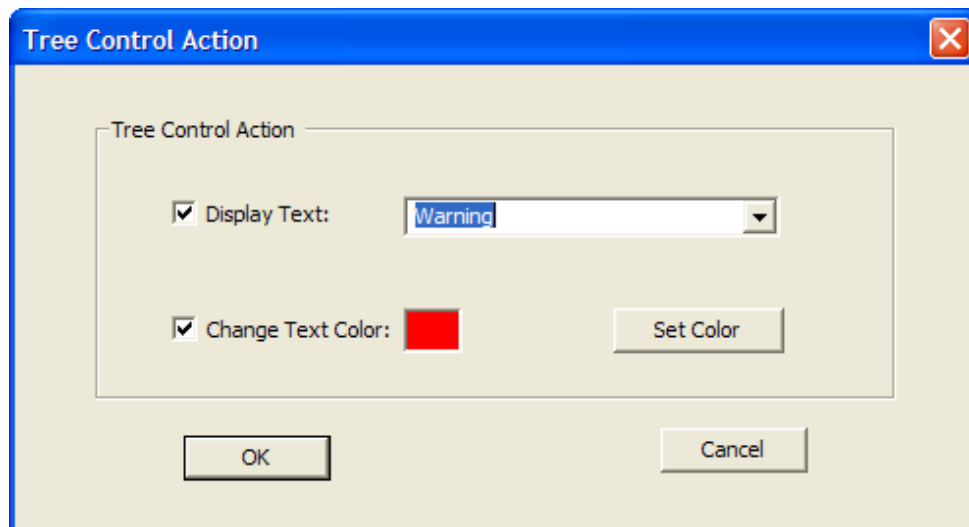 Tree Control Action
Tree Control Action
Display Text: Warning
Change Text Color: Set Color
OK Cancel